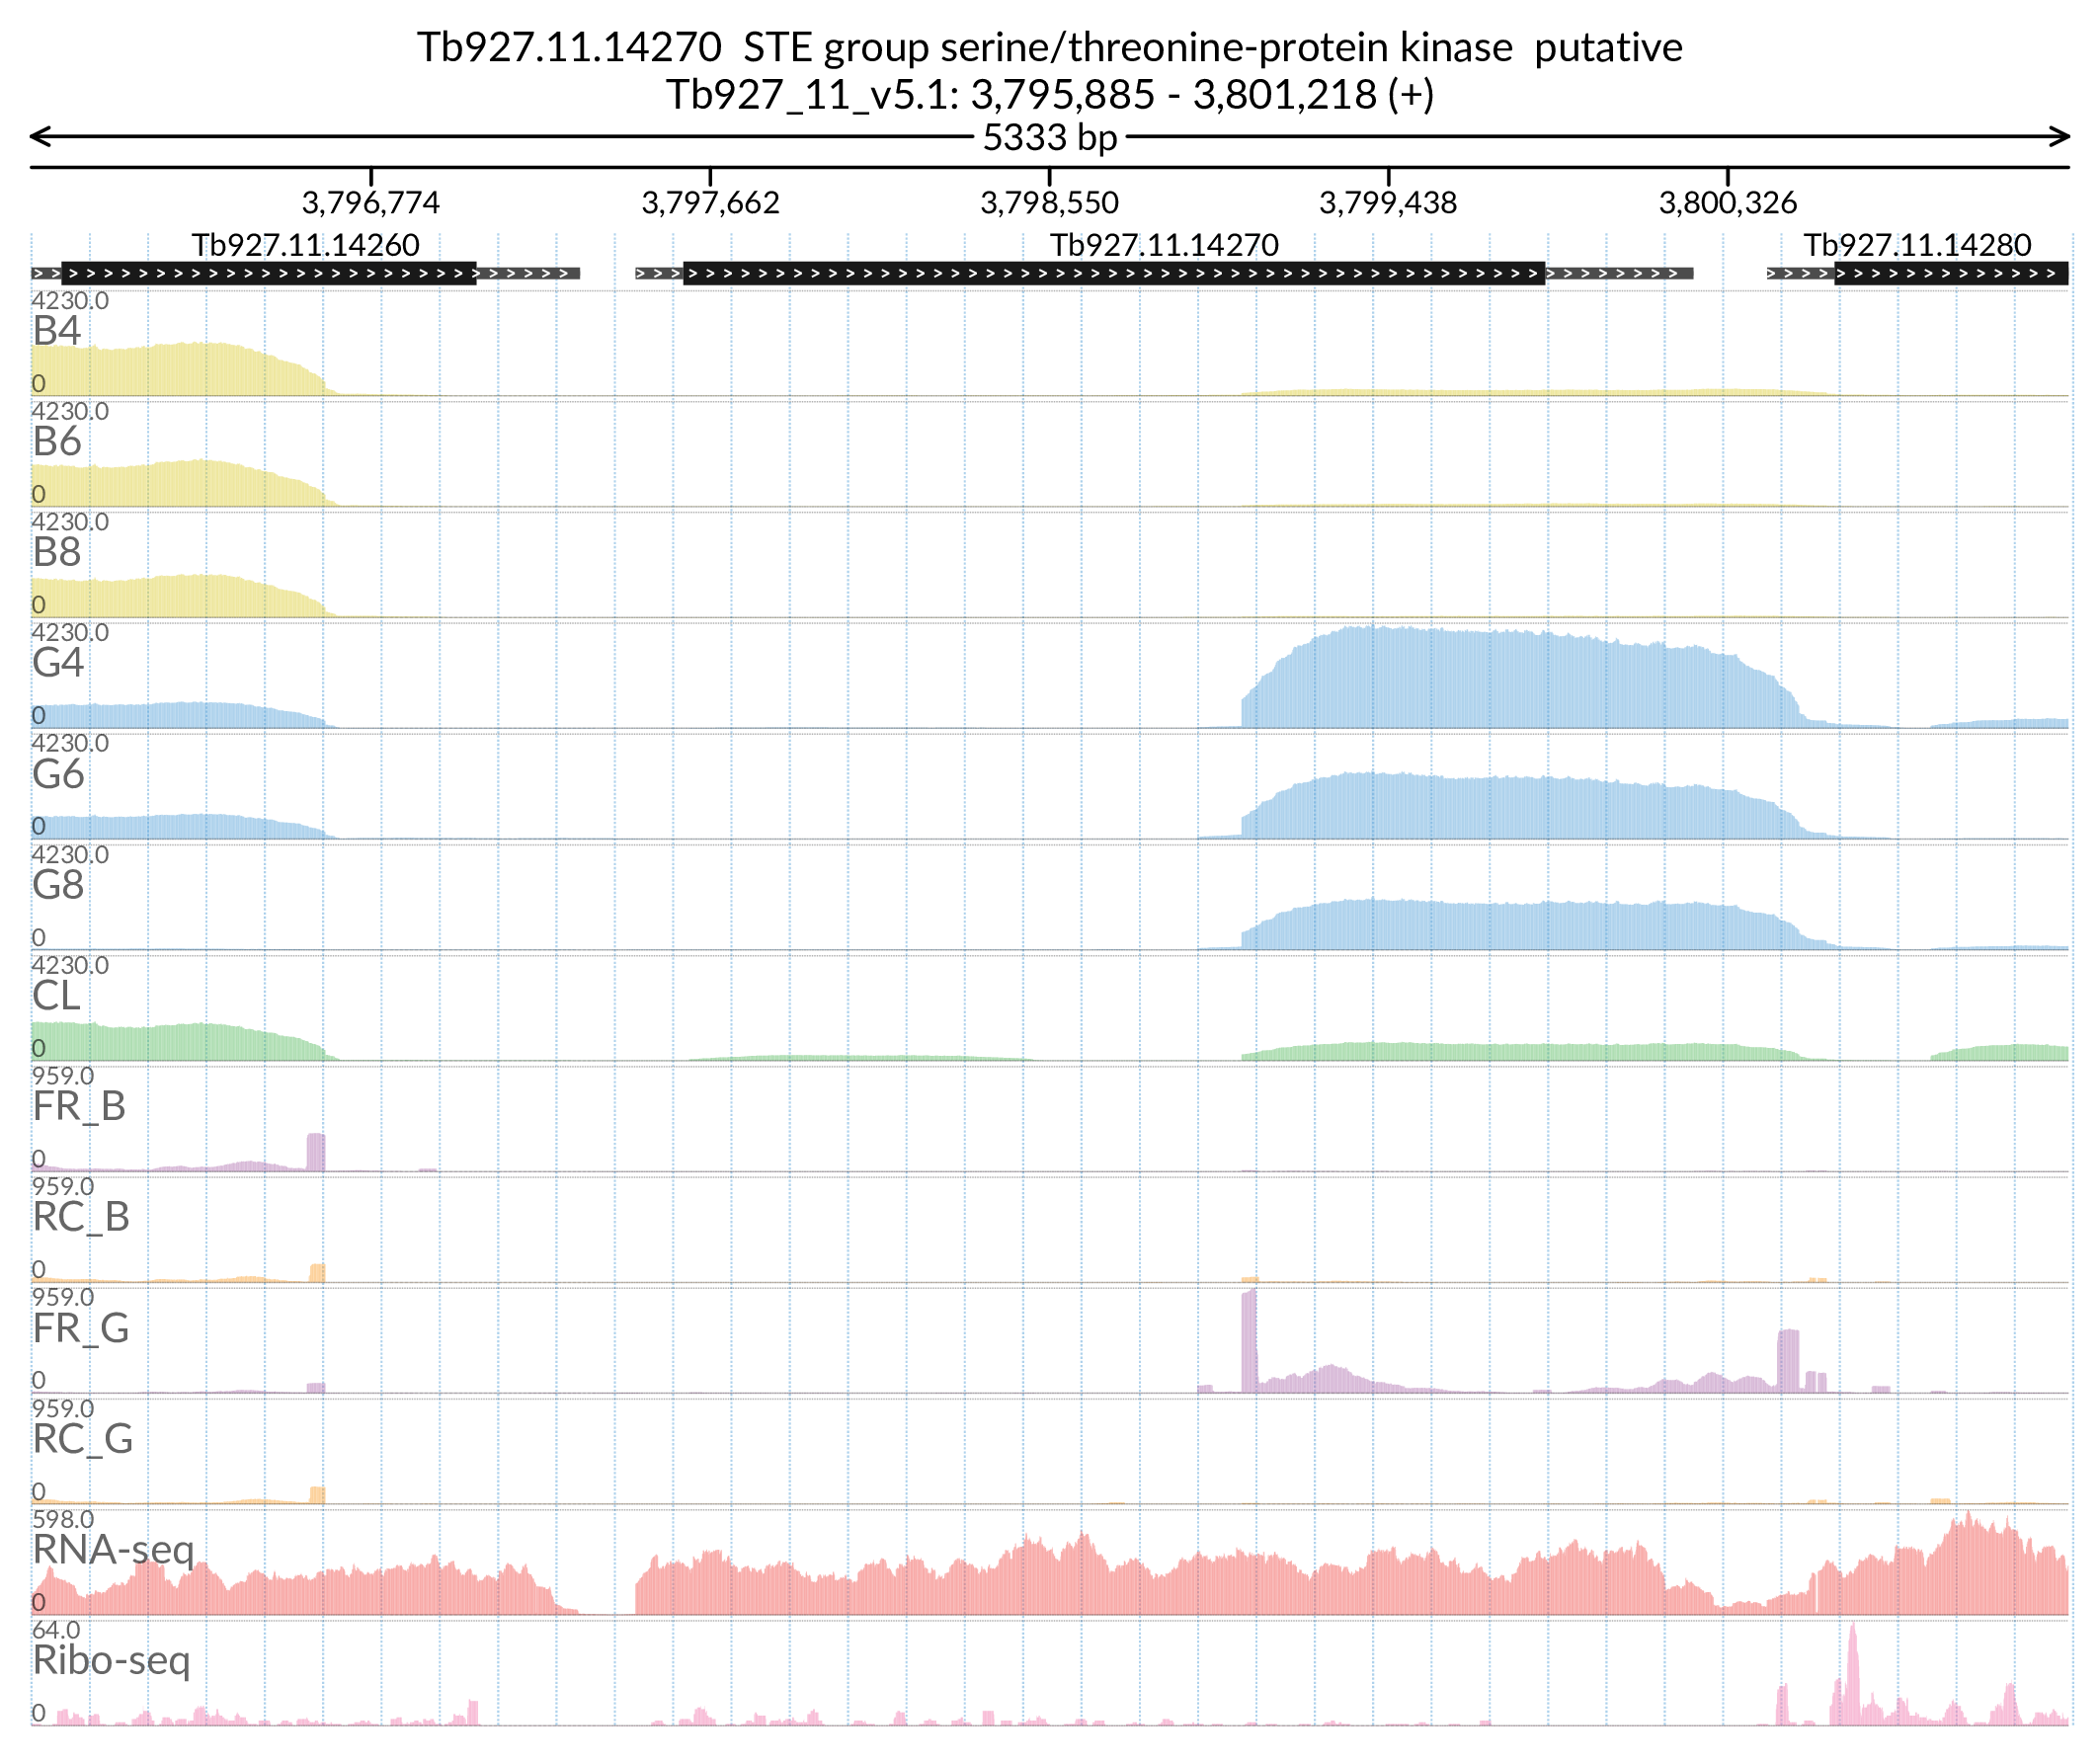 Tb927.11.14270  STE group serine/threonine-protein kinase  putative
Tb927_11_v5.1: 3,795,885 - 3,801,218 (+)
5333 bp
3,796,774 3,797,662 3,798,550 3,799,438 3,800,326
Tb927.11.14260 Tb927.11.14270 Tb927.11.14280
4230.0
B4
0
4230.0
B6
0
4230.0
B8
0
4230.0
G4
0
4230.0
G6
0
4230.0
G8
0
4230.0
CL
0
959.0
FR_B
0
959.0
RC_B
0
959.0
FR_G
0
959.0
RC_G
0
598.0
RNA-seq
0
64.0
Ribo-seq
0